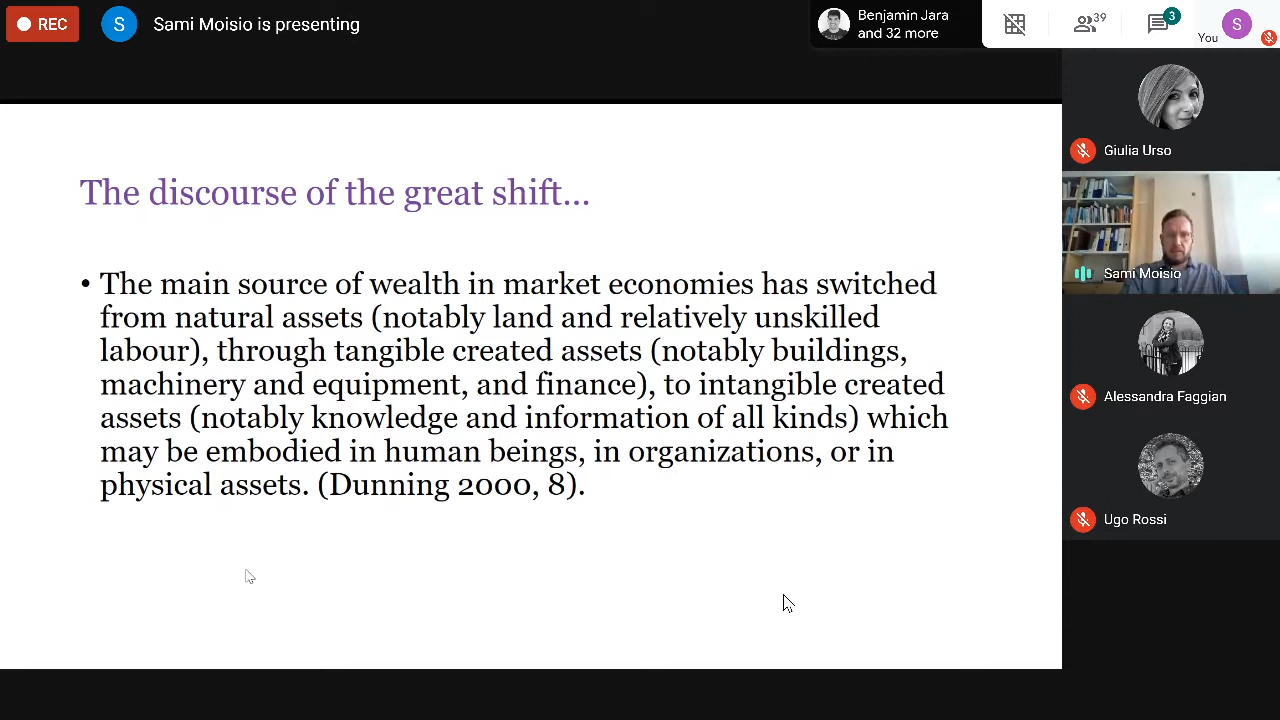 REC
S
Sami Moisio is presenting
Benjamin Jara
and 32 more
39
3
You
S
Giulia Urso
Sami Moisio
Alessandra Faggian
Ugo Rossi
The discourse of the great shift...
• The main source of wealth in market economies has switched
from natural assets (notably land and relatively unskilled
labour), through tangible created assets (notably buildings,
machinery and equipment, and finance), to intangible created
assets (notably knowledge and information of all kinds) which
may be embodied in human beings, in organizations, or in
physical assets. (Dunning 2000, 8).